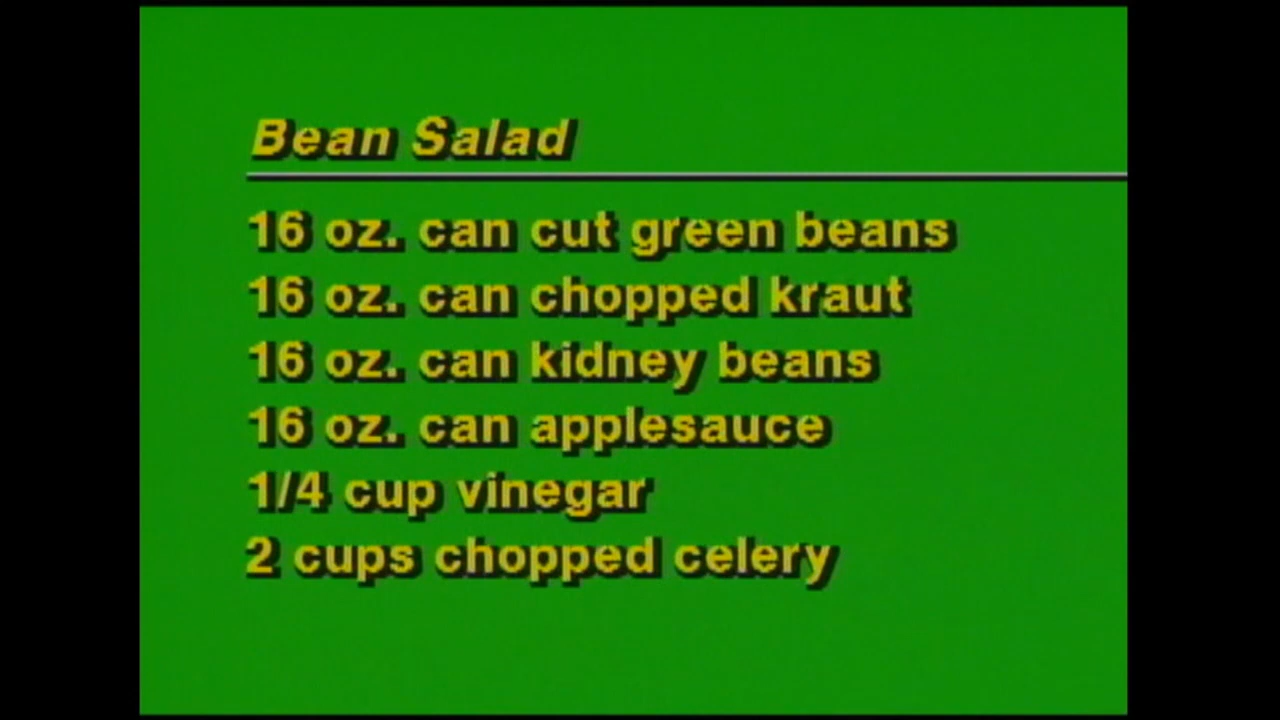 Bean Salad
16 oz. can cut green beans
16 oz. can chopped kraut
16 oz. can kidney beans
16 oz. can applesauce
1/4 cup vinegar
2 cups chopped celery